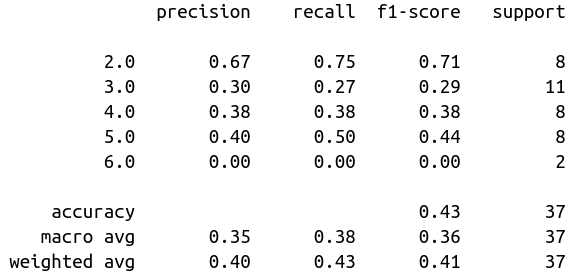 precision recall f1-score support
2.0 0.67 0.75 0.71 8
3.0 0.30 0.27 0.29 11
4.0 0.38 0.38 0.38 8
5.0 0.40 0.50 0.44 8
6.0 0.00 0.00 0.00 2
accuracy 0.43 37
macro avg 0.35 0.38 0.36 37
weighted avg 0.40 0.43 0.41 37